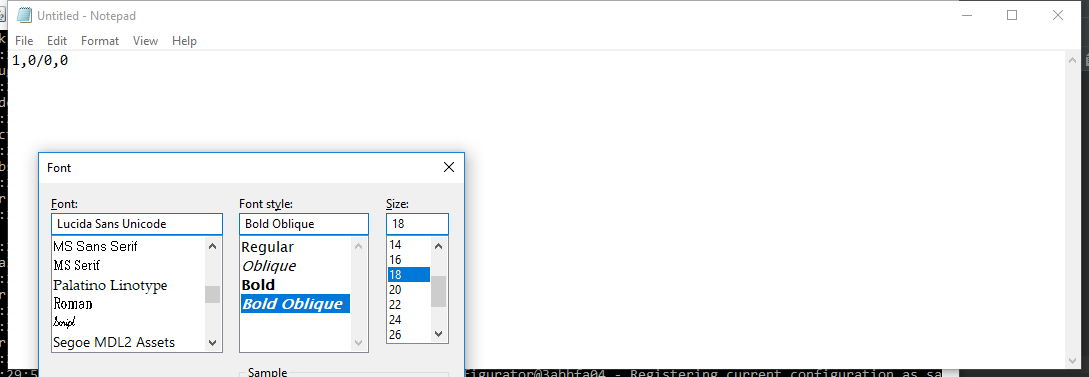 Untitled - Notepad
File Edit Format View Help
1,0/0,0
Font
Font: Font style: Size:
Lucida Sans Unicode Bold Oblique 18
MS Sans Serif Regular 14
MS Serif Oblique 16
Palatino Linotype Bold 18
Roman Bold Oblique 20
Script 22
Segoe MDL2 Assets 24
26
Sample
:29:5 figurator@3abbfa04 - Registering current configuration as sa